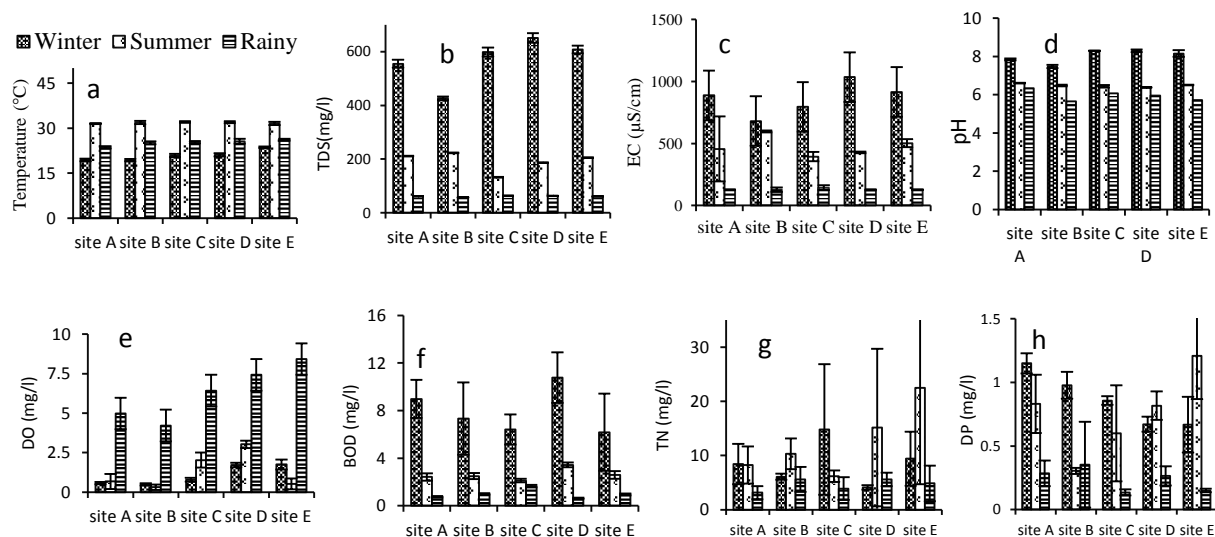 Winter Summer Rainy
a
Temperature (°C)
45
30
15
0
site A site B site C site D site E
b
TDS(mg/l)
600
400
200
0
site A site B site C site D site E
c
EC (µS/cm)
1500
1000
500
0
site A site B site C site D site E
d
pH
10
8
6
4
2
0
site A site B site C site D site E
e
DO (mg/l)
10
7.5
5
2.5
0
site A site B site C site D site E
f
BOD (mg/l)
16
12
8
4
0
site A site B site C site D site E
g
TN (mg/l)
30
20
10
0
site A site B site C site D site E
h
DP (mg/l)
1.5
1
0.5
0
site A site B site C site D site E